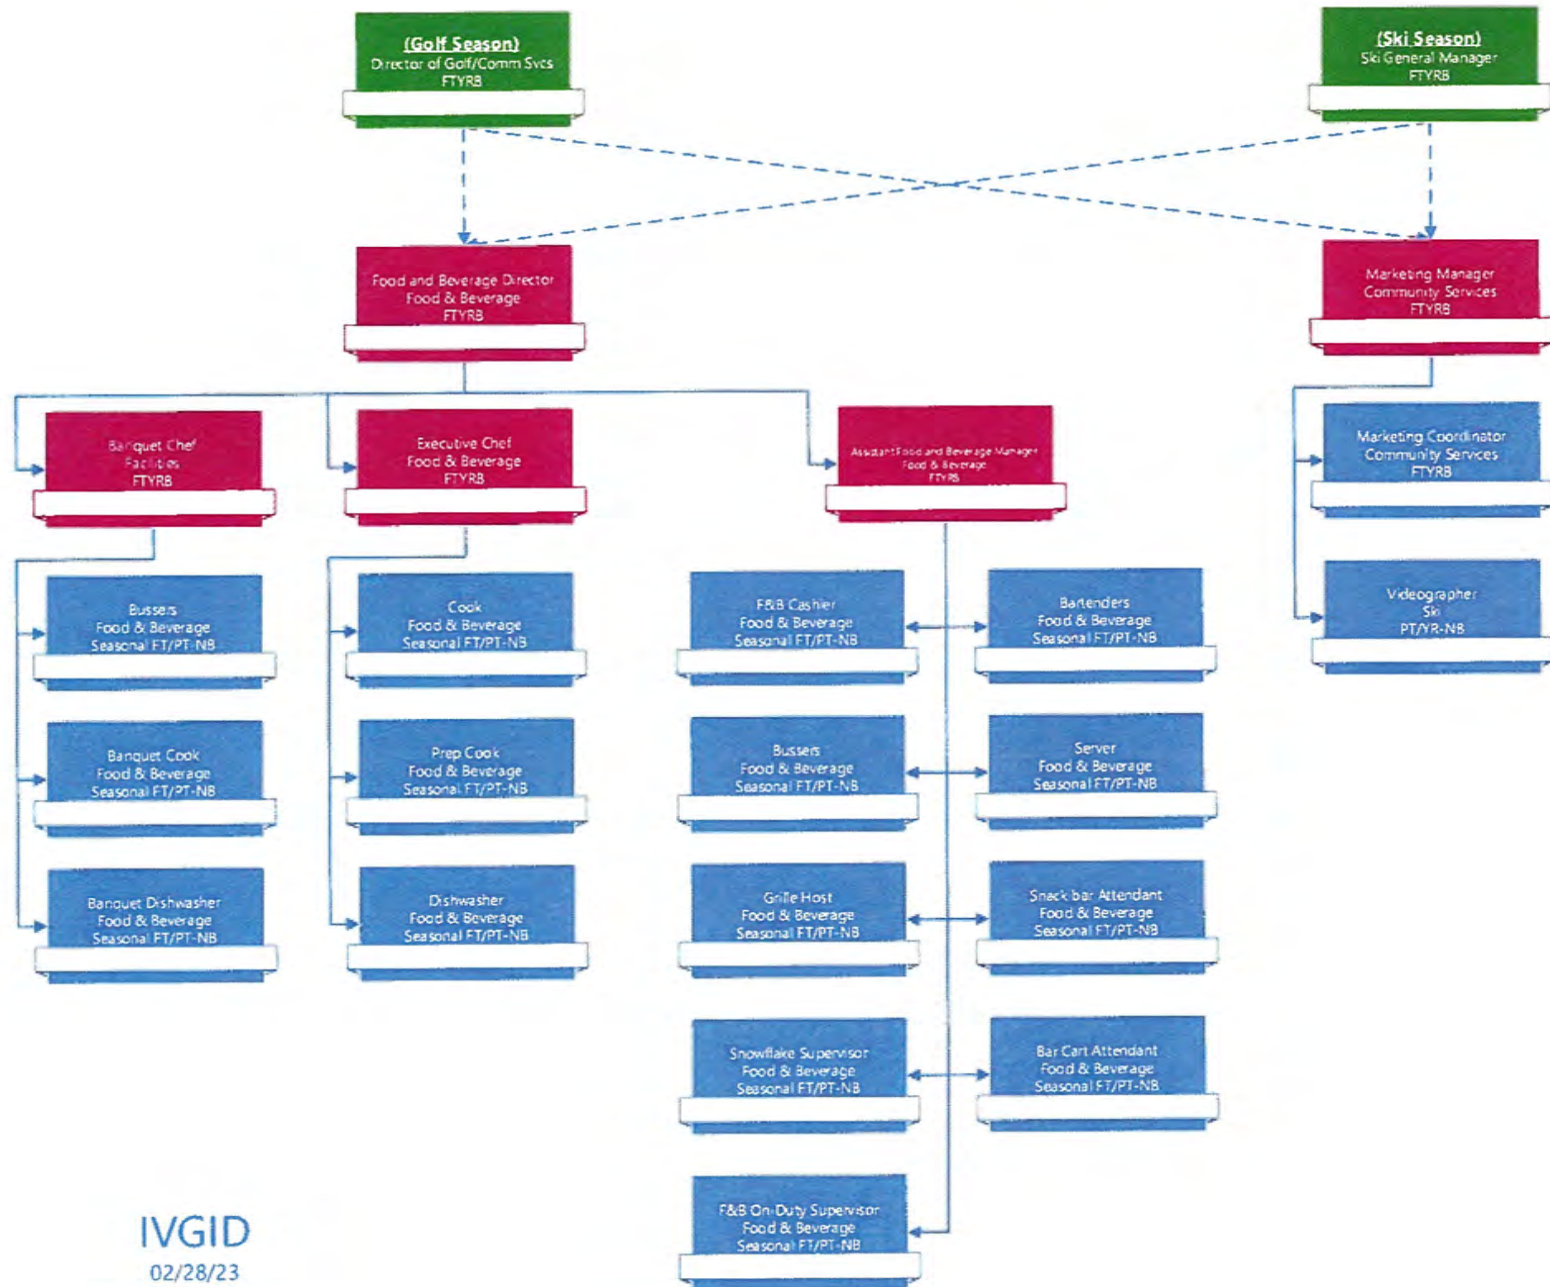 (Golf Season)
Director of Golf/Comm Svcs
FTYRB
(Ski Season)
Ski General Manager
FTYRB
Food and Beverage Director
Food & Beverage
FTYRB
Marketing Manager
Community Services
FTYRB
Banquet Chef
Facilities
FTYRB
Executive Chef
Food & Beverage
FTYRB
Assistant Food and Beverage Manager
Food & Beverage
FTYRB
Marketing Coordinator
Community Services
FTYRB
Bussers
Food & Beverage
Seasonal FT/PT-NB
Cook
Food & Beverage
Seasonal FT/PT-NB
F&B Cashier
Food & Beverage
Seasonal FT/PT-NB
Bartenders
Food & Beverage
Seasonal FT/PT-NB
Videographer
Ski
PT/YR-NB
Banquet Cook
Food & Beverage
Seasonal FT/PT-NB
Prep Cook
Food & Beverage
Seasonal FT/PT-NB
Bussers
Food & Beverage
Seasonal FT/PT-NB
Server
Food & Beverage
Seasonal FT/PT-NB
Banquet Dishwasher
Food & Beverage
Seasonal FT/PT-NB
Dishwasher
Food & Beverage
Seasonal FT/PT-NB
Grille Host
Food & Beverage
Seasonal FT/PT-NB
Snack bar Attendant
Food & Beverage
Seasonal FT/PT-NB
Snowflake Supervisor
Food & Beverage
Seasonal FT/PT-NB
Bar Cart Attendant
Food & Beverage
Seasonal FT/PT-NB
F&B On-Duty Supervisor
Food & Beverage
Seasonal FT/PT-NB
IVGID
02/28/23